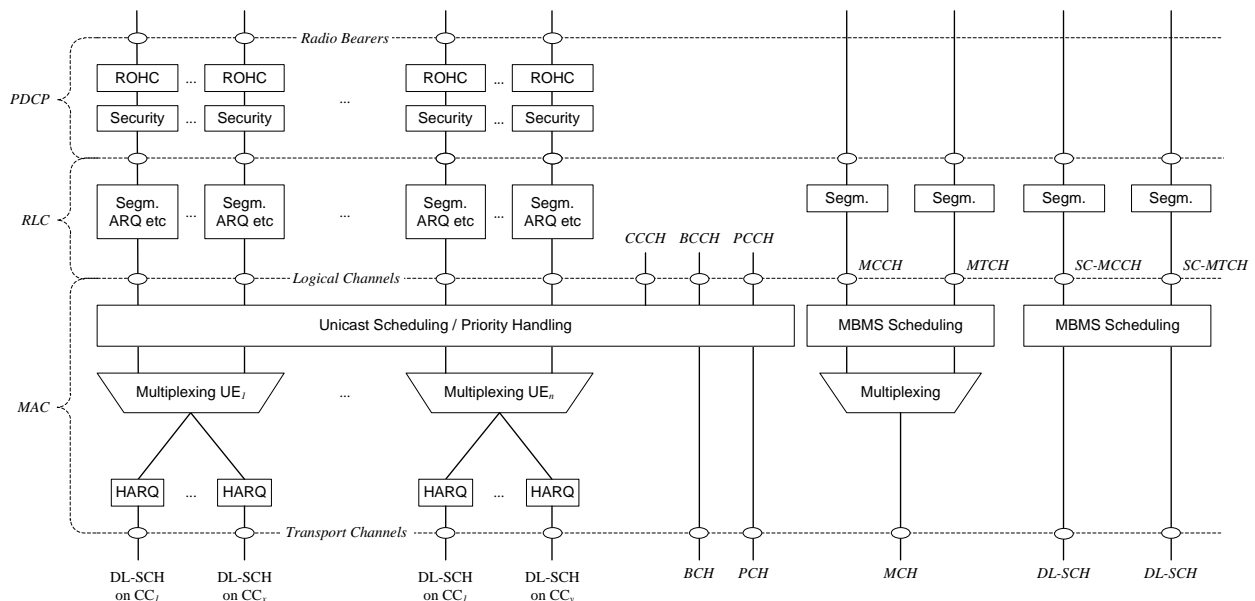 Radio Bearers
ROHC ... ROHC ROHC ... ROHC
PDCP ...
Security ... Security Security ... Security
Segm. Segm. Segm. Segm. Segm. Segm. Segm. Segm.
RLC ... ... ...
ARQ etc ARQ etc ARQ etc ARQ etc
CCCH BCCH PCCH
MCCH MTCH SC-MCCH SC-MTCH
Logical Channels
Unicast Scheduling / Priority Handling MBMS Scheduling MBMS Scheduling
MAC Multiplexing UE1 ... Multiplexing UEn Multiplexing
HARQ ... HARQ HARQ ... HARQ
Transport Channels
DL-SCH DL-SCH DL-SCH DL-SCH BCH PCH MCH DL-SCH DL-SCH
on CC1 on CCx on CC1 on CCy